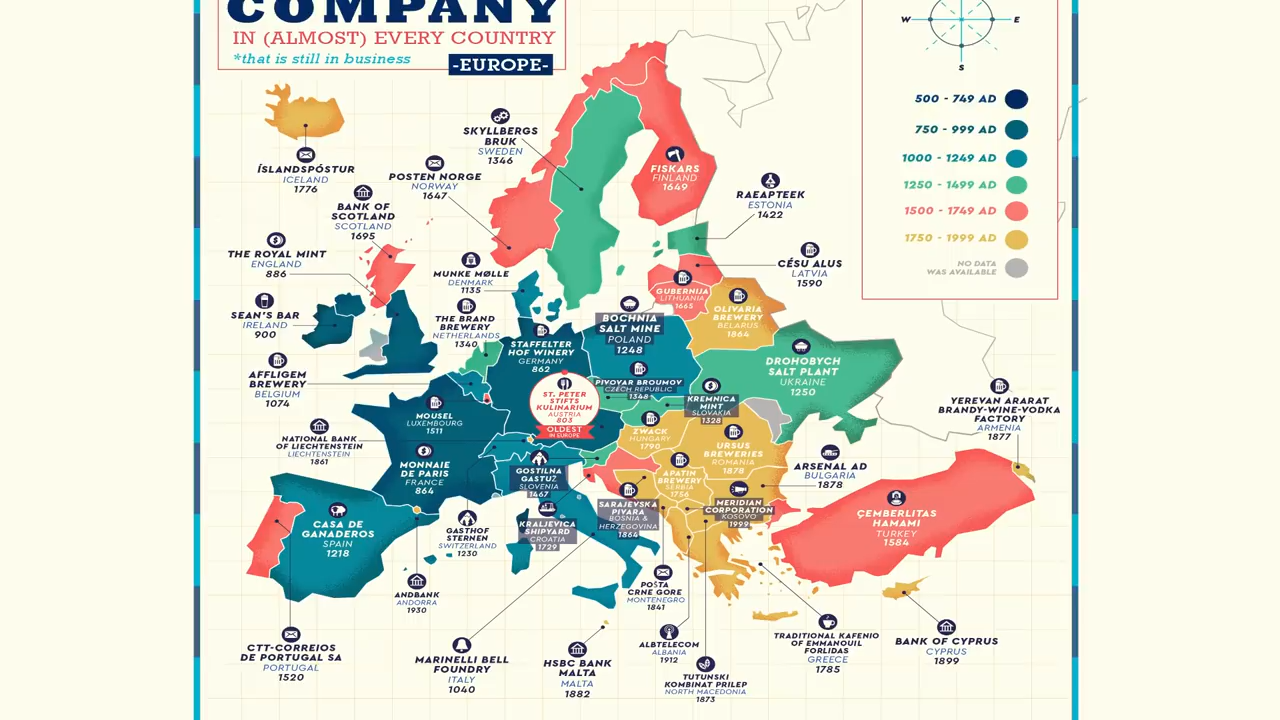 COMPANY
IN (ALMOST) EVERY COUNTRY
*that is still in business
-EUROPE-
W
E
S
500 - 749 AD
750 - 999 AD
1000 - 1249 AD
1250 - 1499 AD
1500 - 1749 AD
1750 - 1999 AD
NO DATA
WAS AVAILABLE
ÍSLANDSPÓSTUR
ICELAND
1776
SKYLLBERGS
BRUK
SWEDEN
1346
POSTEN NORGE
NORWAY
1647
FISKARS
FINLAND
1649
RAEAPTEEK
ESTONIA
1422
BANK OF
SCOTLAND
SCOTLAND
1695
THE ROYAL MINT
ENGLAND
886
MUNKE MØLLE
DENMARK
1135
CÉSU ALUS
LATVIA
1590
GUBERNIJA
LITHUANIA
1665
OLIVARIA
BREWERY
BELARUS
1864
SEAN'S BAR
IRELAND
900
THE BRAND
BREWERY
NETHERLANDS
1340
STAFFELTER
HOF WINERY
GERMANY
862
BOCHNIA
SALT MINE
POLAND
1248
DROHOBYCH
SALT PLANT
UKRAINE
1250
AFFLIGEM
BREWERY
BELGIUM
1074
PIVOVAR BROUMOV
CZECH REPUBLIC
1348
ST. PETER
STIFTS
KULINARIUM
AUSTRIA
803
OLDEST
IN EUROPE
KREMNICA
MINT
SLOVAKIA
1328
YEREVAN ARARAT
BRANDY-WINE-VODKA
FACTORY
ARMENIA
1877
MOUSEL
LUXEMBOURG
1511
NATIONAL BANK
OF LIECHTENSTEIN
LIECHTENSTEIN
1861
ZWACK
HUNGARY
1790
URSUS
BREWERIES
ROMANIA
1878
MONNAIE
DE PARIS
FRANCE
864
GOSTILNA
GASTUŽ
SLOVENIA
1467
APATIN
BREWERY
SERBIA
1756
ARSENAL AD
BULGARIA
1878
SARAJEVSKA
PIVARA
BOSNIA &
HERZEGOVINA
1864
MERIDIAN
CORPORATION
KOSOVO
1999
CASA DE
GANADEROS
SPAIN
1218
GASTHOF
STERNEN
SWITZERLAND
1230
KRALJEVICA
SHIPYARD
CROATIA
1729
ÇEMBERLITAS
HAMAMI
TURKEY
1584
ANDBANK
ANDORRA
1930
POŠTA
CRNE GORE
MONTENEGRO
1841
CTT-CORREIOS
DE PORTUGAL SA
PORTUGAL
1520
MARINELLI BELL
FOUNDRY
ITALY
1040
HSBC BANK
MALTA
MALTA
1882
ALBTELECOM
ALBANIA
1912
TUTUNSKI
KOMBINAT PRILEP
NORTH MACEDONIA
1873
TRADITIONAL KAFENIO
OF EMMANOUIL
FORLIDAS
GREECE
1785
BANK OF CYPRUS
CYPRUS
1899